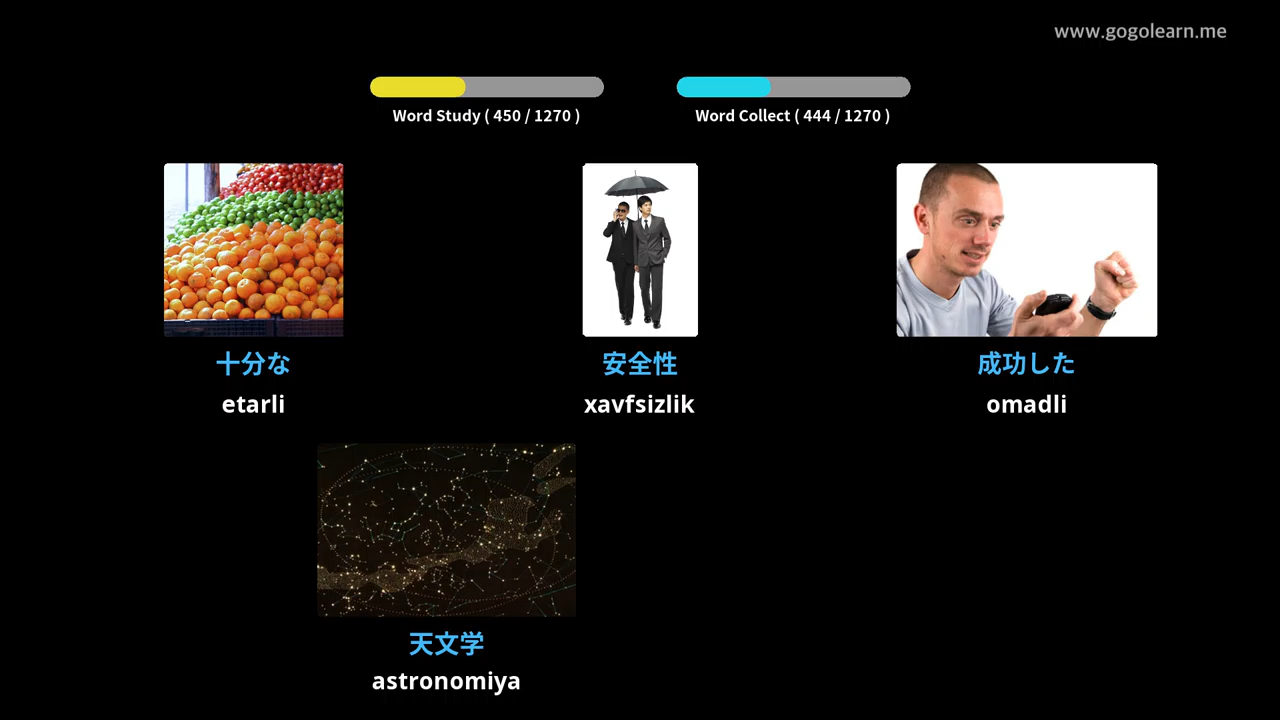 www.gogolearn.me
Word Study ( 450 / 1270 )
Word Collect ( 444 / 1270 )
十分な
etarli
安全性
xavfsizlik
成功した
omadli
天文学
astronomiya